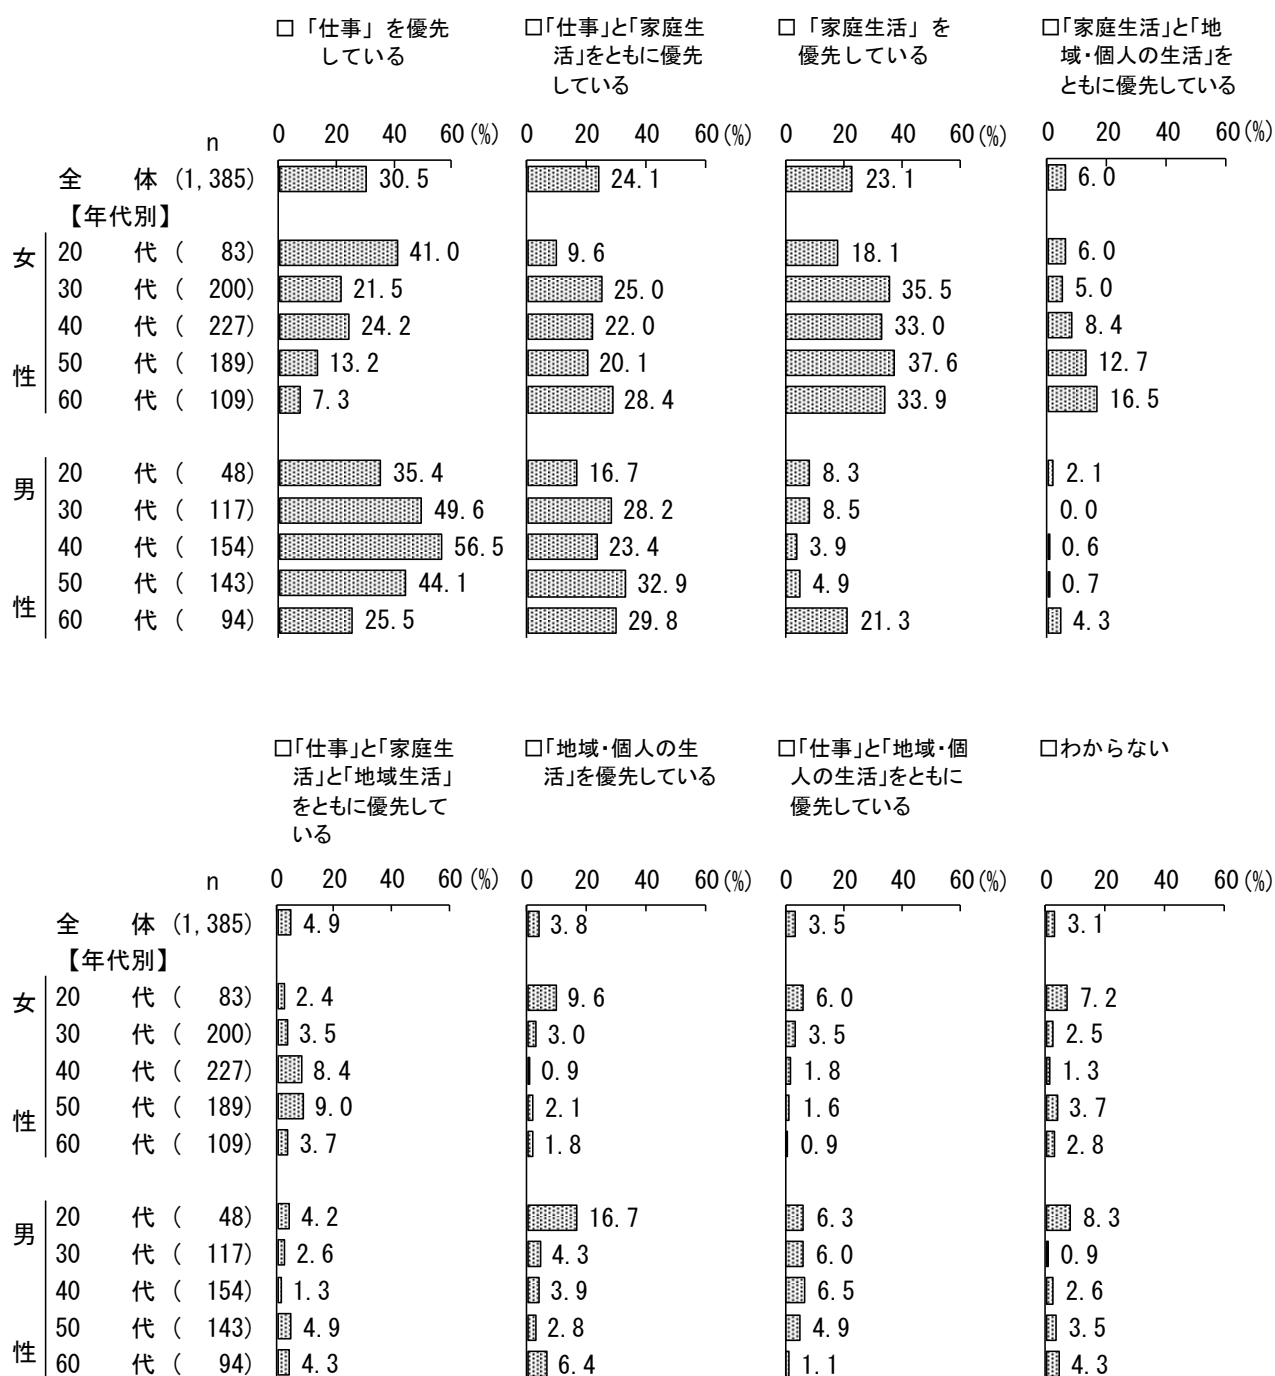 □「仕事」を優先
している
□「仕事」と「家庭生
活」をともに優先
している
□「家庭生活」を
優先している
□「家庭生活」と「地
域・個人の生活」を
ともに優先している
n 0 20 40 60(%) 0 20 40 60(%) 0 20 40 60(%) 0 20 40 60(%)
全 体 (1,385) 30.5 24.1 23.1 6.0
【年代別】
女性
20 代 ( 83) 41.0 9.6 18.1 6.0
30 代 ( 200) 21.5 25.0 35.5 5.0
40 代 ( 227) 24.2 22.0 33.0 8.4
50 代 ( 189) 13.2 20.1 37.6 12.7
60 代 ( 109) 7.3 28.4 33.9 16.5
男性
20 代 ( 48) 35.4 16.7 8.3 2.1
30 代 ( 117) 49.6 28.2 8.5 0.0
40 代 ( 154) 56.5 23.4 3.9 0.6
50 代 ( 143) 44.1 32.9 4.9 0.7
60 代 ( 94) 25.5 29.8 21.3 4.3
□「仕事」と「家庭生
活」と「地域生活」
をともに優先して
いる
□「地域・個人の生
活」を優先している
□「仕事」と「地域・個
人の生活」をともに
優先している
□わからない
n 0 20 40 60(%) 0 20 40 60(%) 0 20 40 60(%) 0 20 40 60(%)
全 体 (1,385) 4.9 3.8 3.5 3.1
【年代別】
女性
20 代 ( 83) 2.4 9.6 6.0 7.2
30 代 ( 200) 3.5 3.0 3.5 2.5
40 代 ( 227) 8.4 0.9 1.8 1.3
50 代 ( 189) 9.0 2.1 1.6 3.7
60 代 ( 109) 3.7 1.8 0.9 2.8
男性
20 代 ( 48) 4.2 16.7 6.3 8.3
30 代 ( 117) 2.6 4.3 6.0 0.9
40 代 ( 154) 1.3 3.9 6.5 2.6
50 代 ( 143) 4.9 2.8 4.9 3.5
60 代 ( 94) 4.3 6.4 1.1 4.3